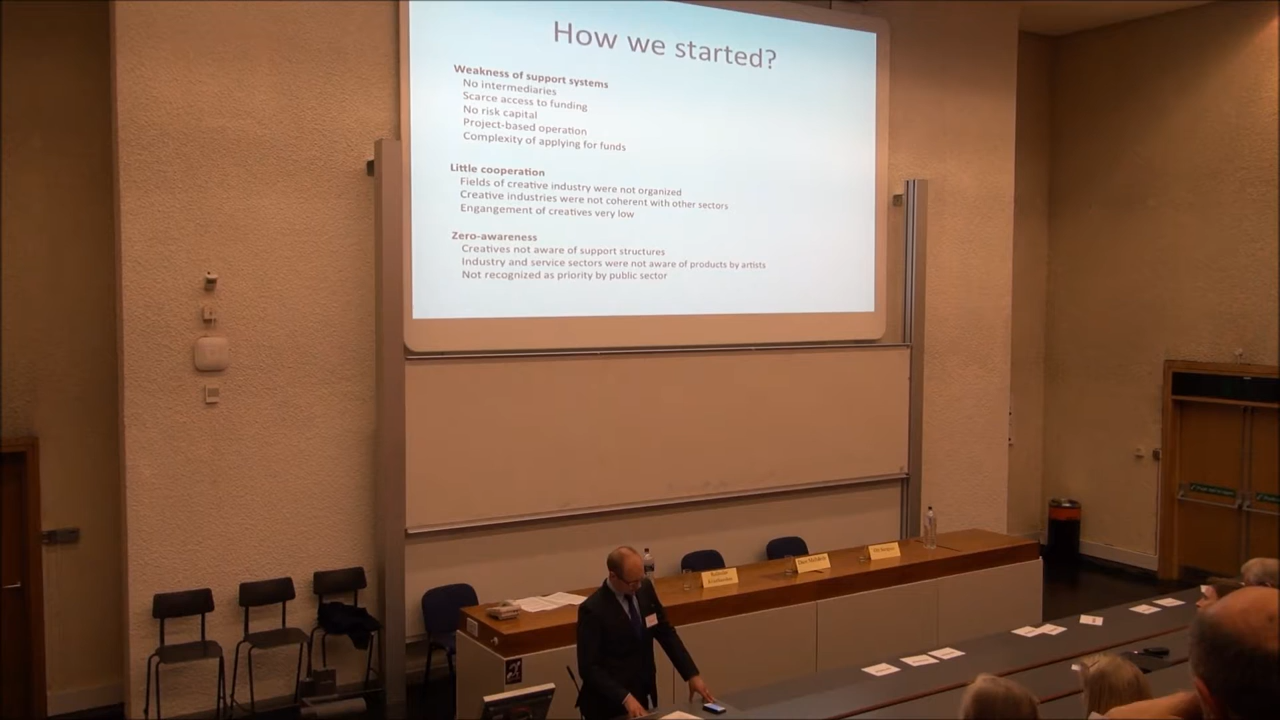 How we started?
Weakness of support systems
No intermediaries
Scarce access to funding
No risk capital
Project-based operation
Complexity of applying for funds
Little cooperation
Fields of creative industry were not organized
Creative industries were not coherent with other sectors
Engangement of creatives very low
Zero-awareness
Creatives not aware of support structures
Industry and service sectors were not aware of products by artists
Not recognized as priority by public sector